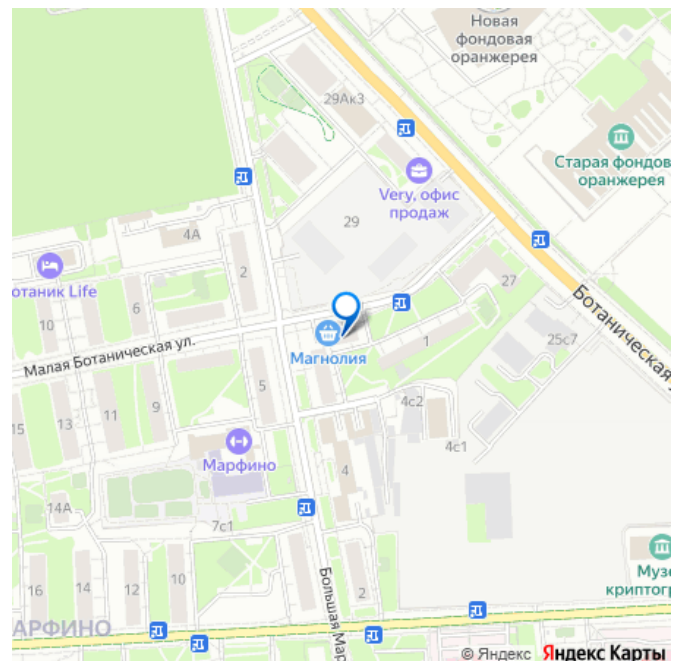 Новая
фондовая
оранжерея
29Ак3
Старая фондов
оранжерея
Very, офис
продаж
29
4А
2
отаник Life
10
6
27
Ботаническая
Малая Ботаническая ул.
Магнолия
1
25с7
5
4с2
9
11
13
15
4с1
Марфино
4
14А
7с1
Музе
криптогр
16
14
12
10
2
Большая Мар
АРФИНО
© Яндекс Яндекс Карты